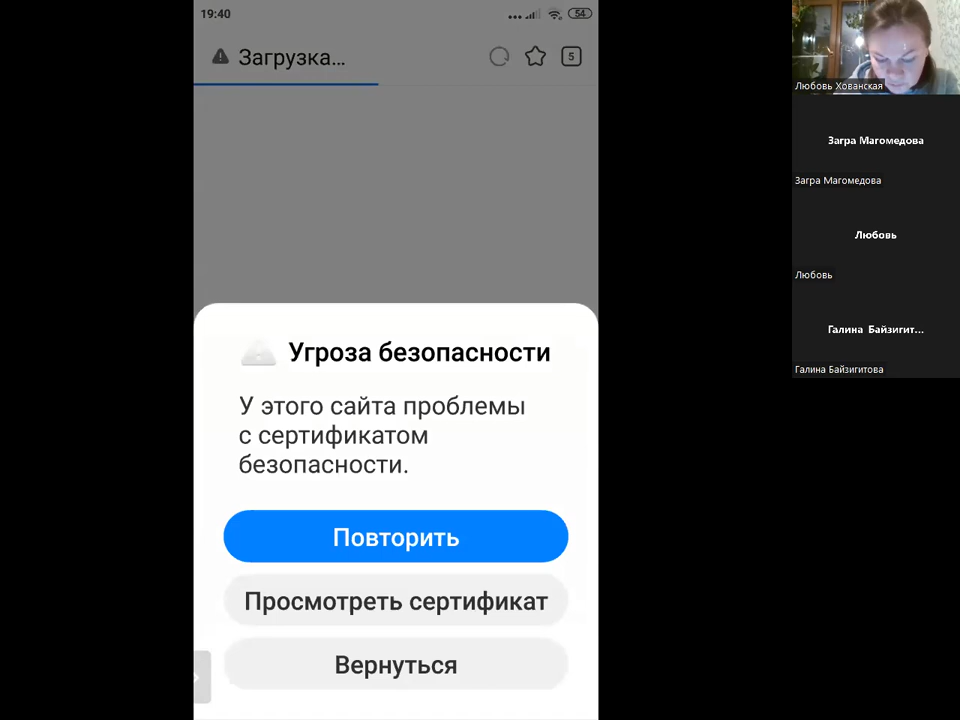 19:40
54
Загрузка...
5
Угроза безопасности
У этого сайта проблемы
с сертификатом
безопасности.
Повторить
Просмотреть сертификат
Вернуться
Любовь Хованская
Загра Магомедова
Загра Магомедова
Любовь
Любовь
Галина Байзигит...
Галина Байзигитова